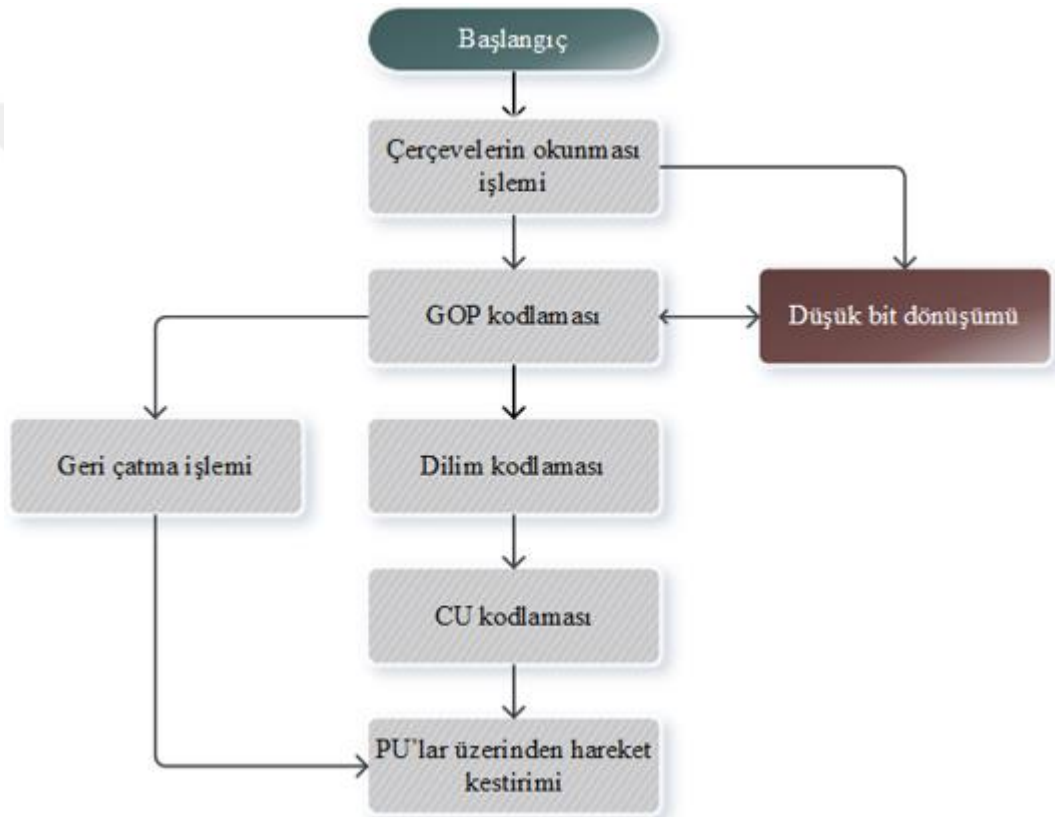 Başlangıç
Çerçevelerin okunması
işlemi
GOP kodlaması
Düşük bit dönüşümü
Geri çatma işlemi
Dilim kodlaması
CU kodlaması
PU'lar üzerinden hareket
kestirimi